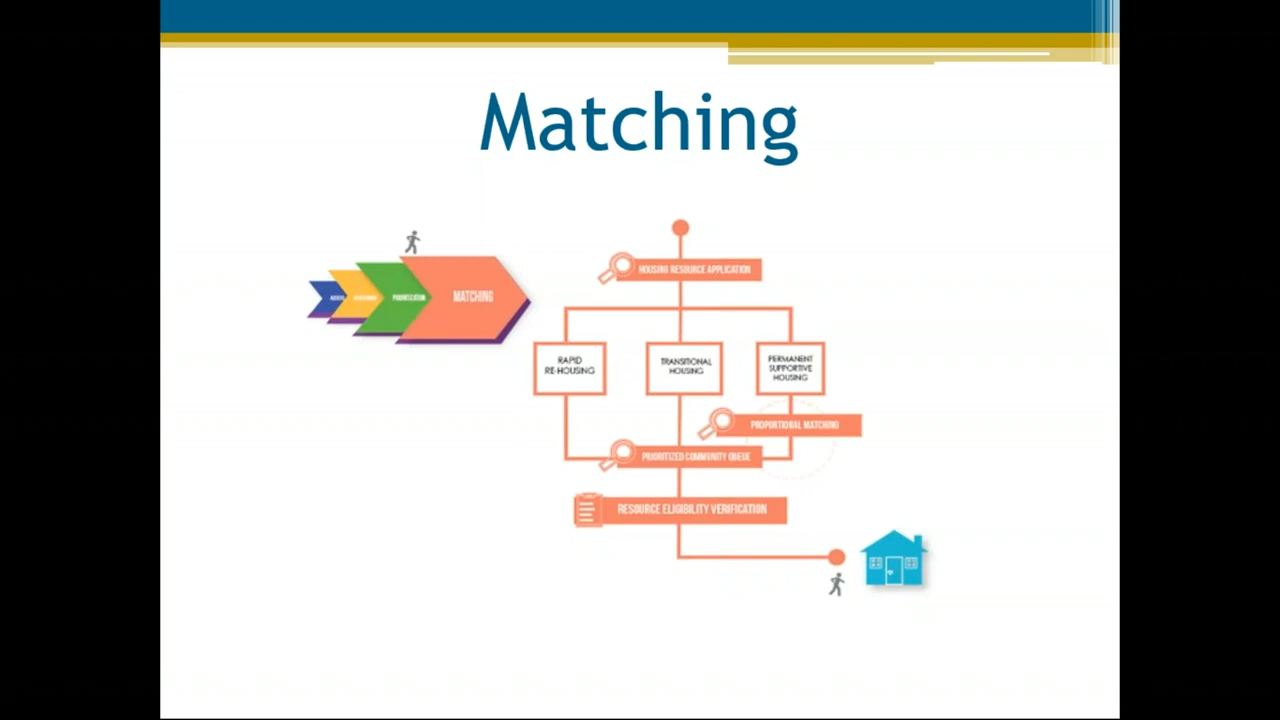 Matching
PRIORITIZATION
MATCHING
HOUSING RESOURCE APPLICATION
RAPID
RE-HOUSING
TRANSITIONAL
HOUSING
PERMANENT
SUPPORTIVE
HOUSING
PROPORTIONAL MATCHING
PRIORITIZED COMMUNITY QUEUE
RESOURCE ELIGIBILITY VERIFICATION